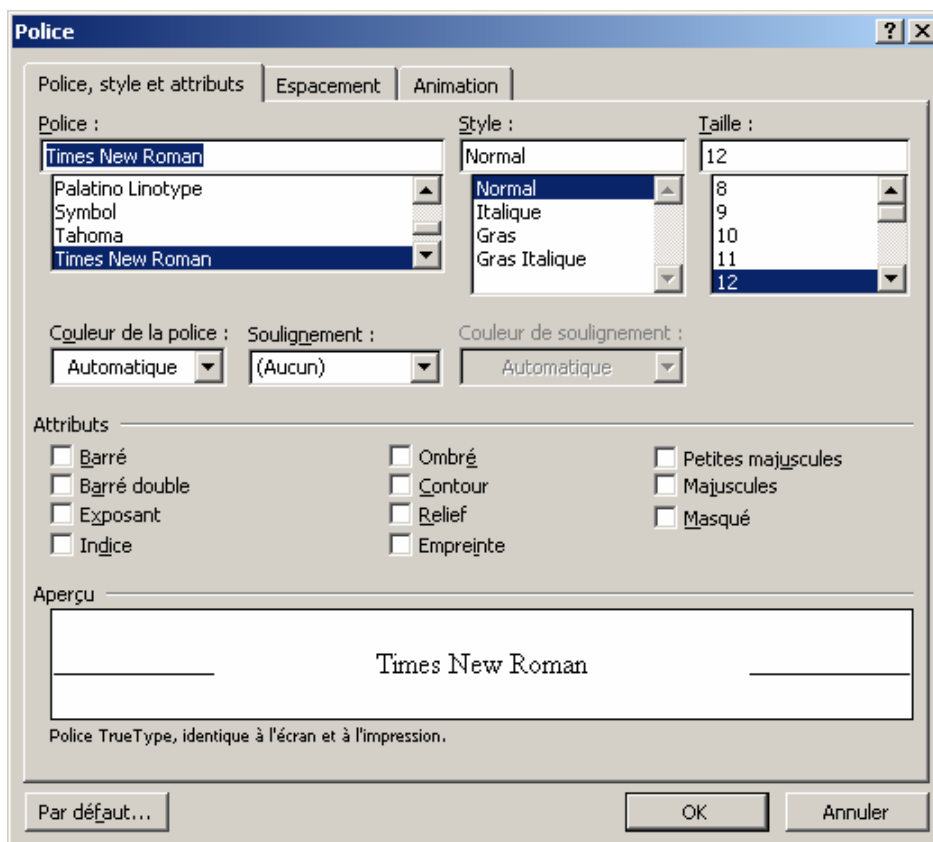 Police
Police, style et attributs Espacement Animation
Police : Style : Taille :
Times New Roman Normal 12
Palatino Linotype Normal 8
Symbol Italique 9
Tahoma Gras 10
Times New Roman Gras Italique 11
12
Couleur de la police : Soulignement : Couleur de soulignement :
Automatique (Aucun) Automatique
Attributs
Barré Ombré Petites majuscules
Barré double Contour Majuscules
Exposant Relief Masqué
Indice Empreinte
Aperçu
Times New Roman
Police TrueType, identique à l'écran et à l'impression.
Par défaut... OK Annuler